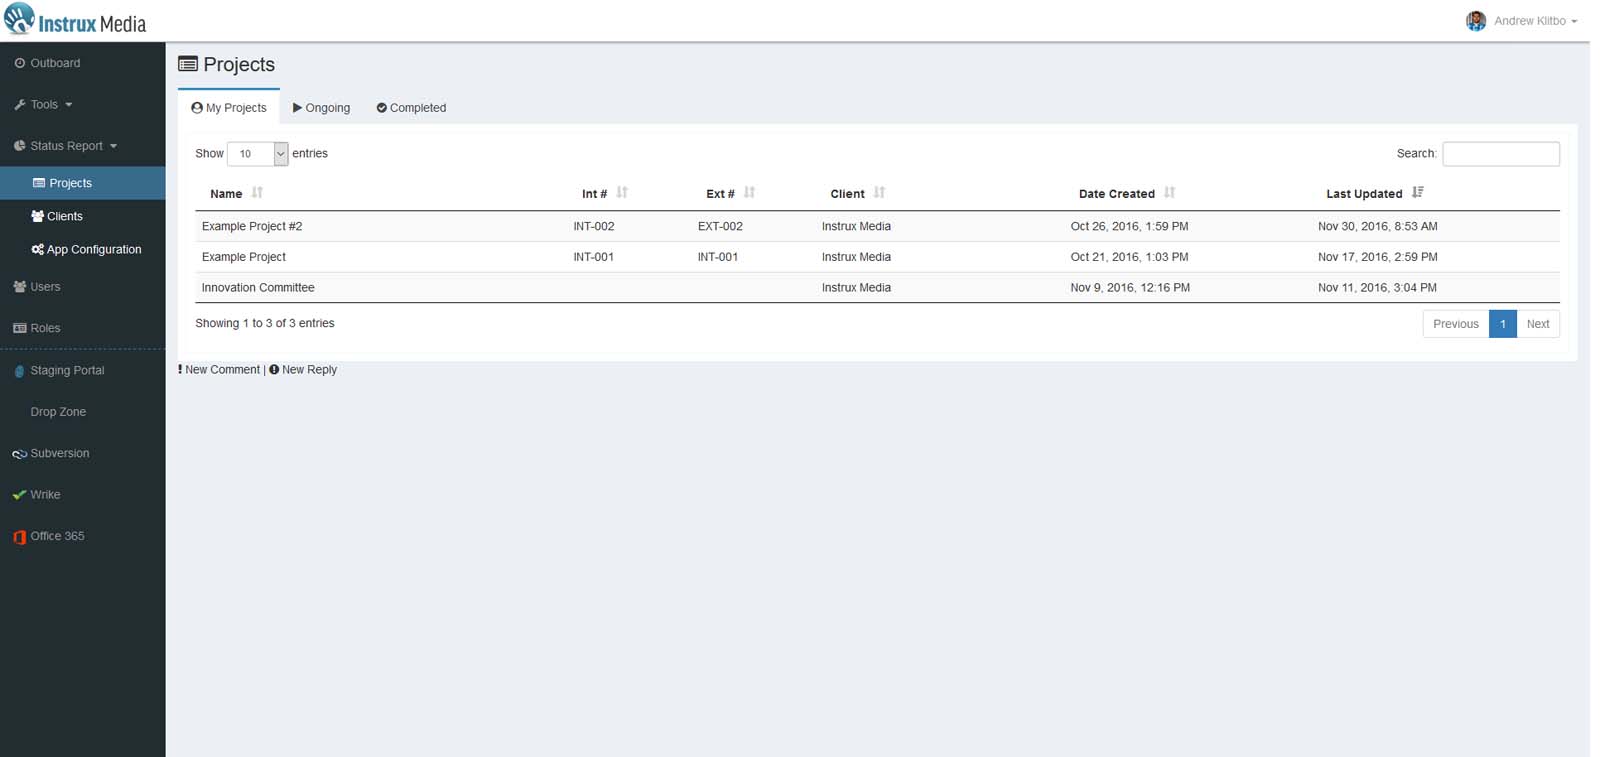 Instrux Media
Andrew Klitbo
Outboard
Tools
Status Report
Projects
Clients
App Configuration
Users
Roles
Staging Portal
Drop Zone
Subversion
Wrike
Office 365
Projects
My Projects Ongoing Completed
Show 10 entries Search:
Name Int # Ext # Client Date Created Last Updated
Example Project #2 INT-002 EXT-002 Instrux Media Oct 26, 2016, 1:59 PM Nov 30, 2016, 8:53 AM
Example Project INT-001 INT-001 Instrux Media Oct 21, 2016, 1:03 PM Nov 17, 2016, 2:59 PM
Innovation Committee Instrux Media Nov 9, 2016, 12:16 PM Nov 11, 2016, 3:04 PM
Showing 1 to 3 of 3 entries Previous 1 Next
! New Comment | New Reply